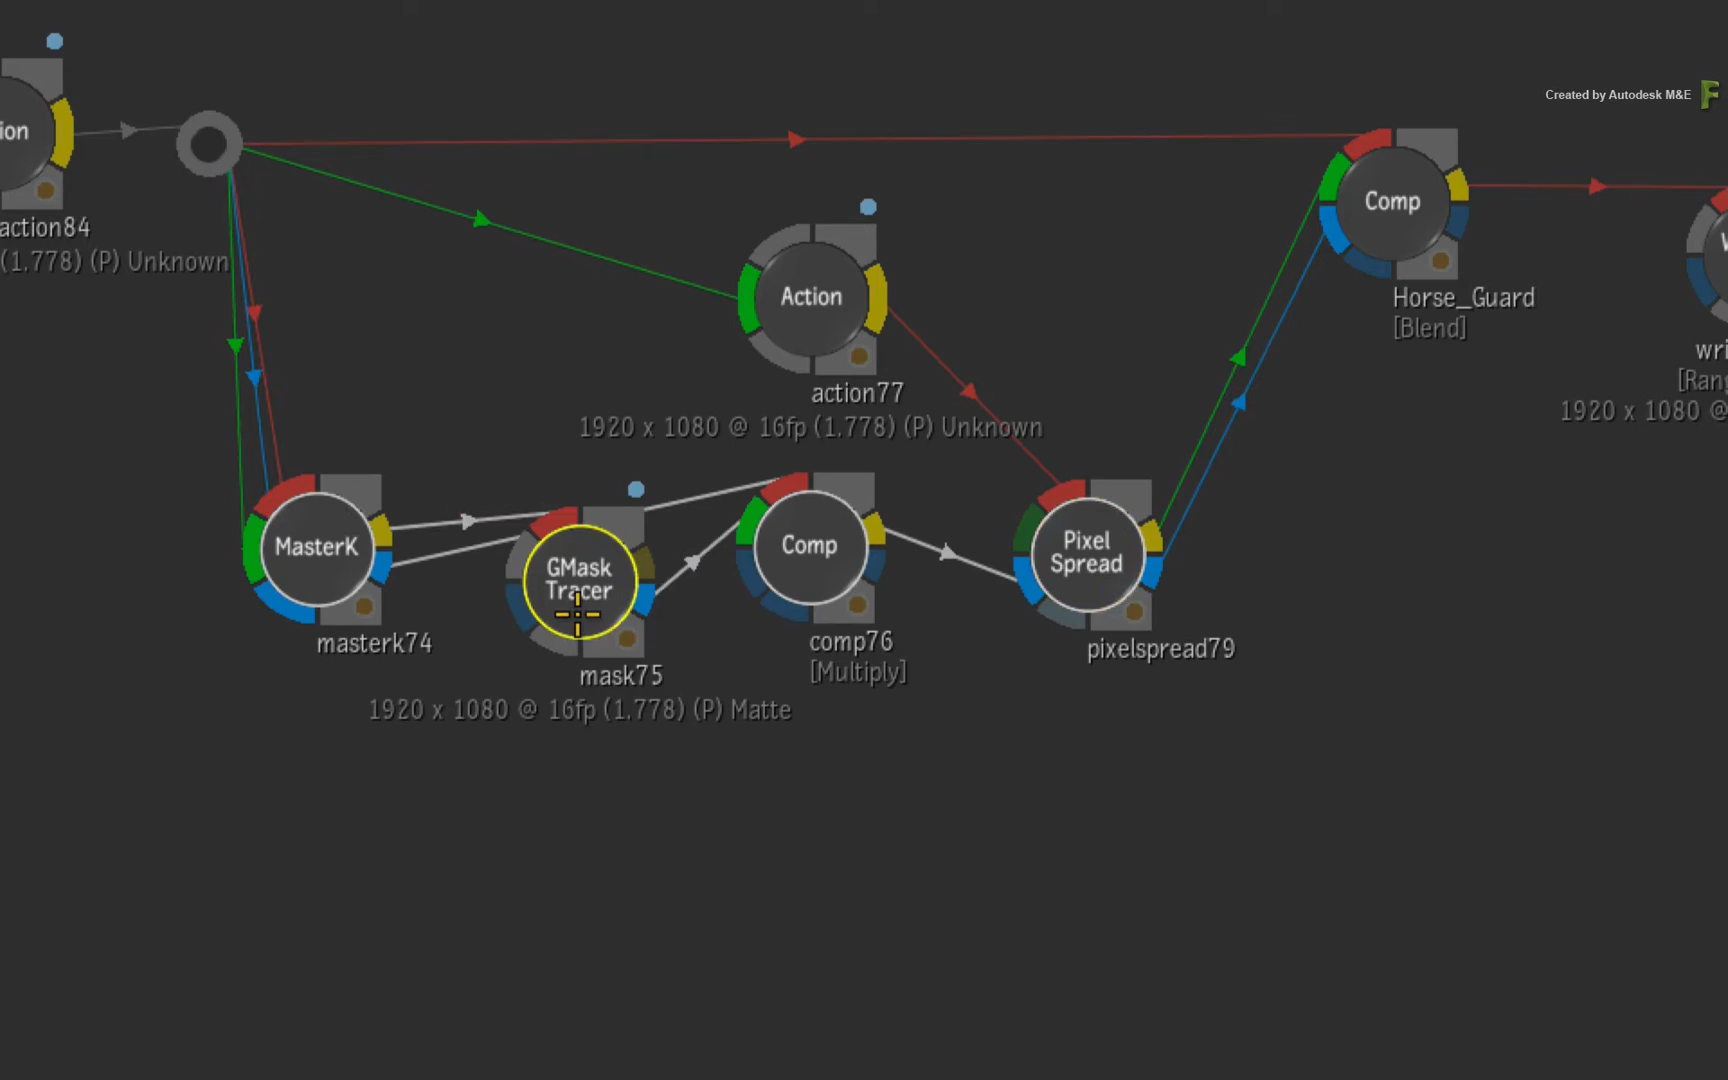 Created by Autodesk M&E
ion
action84
(1.778) (P) Unknown
Comp
Horse_Guard
[Blend]
Action
action77
1920 x 1080 @ 16fp (1.778) (P) Unknown
wri
[Rang
1920 x 1080 @
MasterK
masterk74
GMask
Tracer
mask75
1920 x 1080 @ 16fp (1.778) (P) Matte
Comp
comp76
[Multiply]
Pixel
Spread
pixelspread79